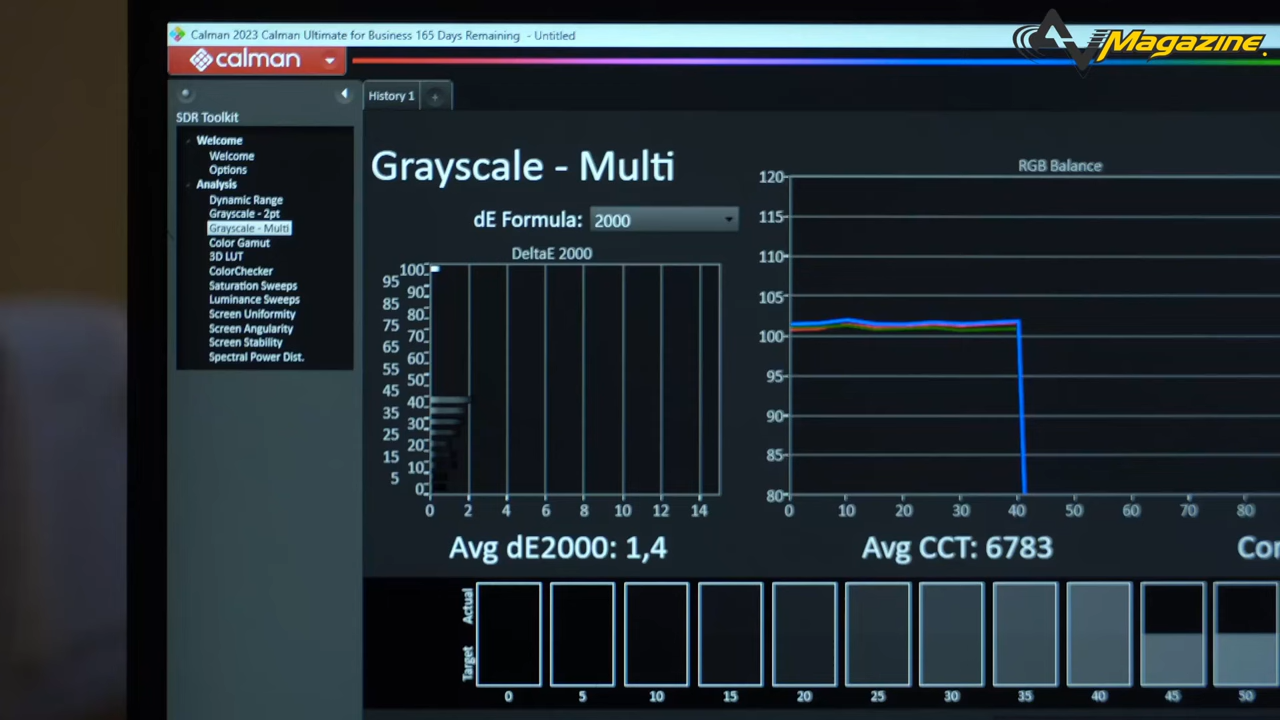 Calman 2023 Calman Ultimate for Business 165 Days Remaining - Untitled
AV Magazine.
calman
History 1 +
SDR Toolkit
Welcome
Welcome
Options
Analysis
Dynamic Range
Grayscale - 2pt
Grayscale - Multi
Color Gamut
3D LUT
ColorChecker
Saturation Sweeps
Luminance Sweeps
Screen Uniformity
Screen Angularity
Screen Stability
Spectral Power Dist.
Grayscale - Multi
dE Formula: 2000
DeltaE 2000
100
95
90
85
80
75
70
65
60
55
50
45
40
35
30
25
20
15
10
5
0
0 2 4 6 8 10 12 14
Avg dE2000: 1,4
RGB Balance
120
115
110
105
100
95
90
85
80
0 10 20 30 40 50 60 70 80
Avg CCT: 6783
Actual
Target
0 5 10 15 20 25 30 35 40 45 50